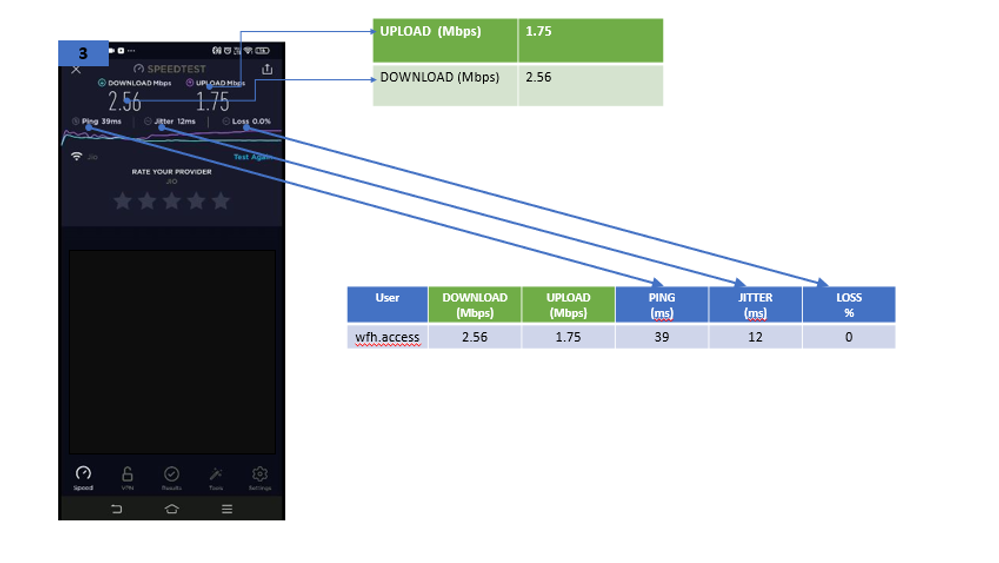 UPLOAD (Mbps) 1.75
DOWNLOAD (Mbps) 2.56
3
SPEEDTEST
DOWNLOAD Mbps UPLOAD Mbps
2.56 1.75
Ping 39ms Jitter 12ms Loss 0.0%
Jio Test Again
RATE YOUR PROVIDER
JIO
User DOWNLOAD (Mbps) UPLOAD (Mbps) PING (ms) JITTER (ms) LOSS %
wfh.access 2.56 1.75 39 12 0
Speed VPN Results Tools Settings